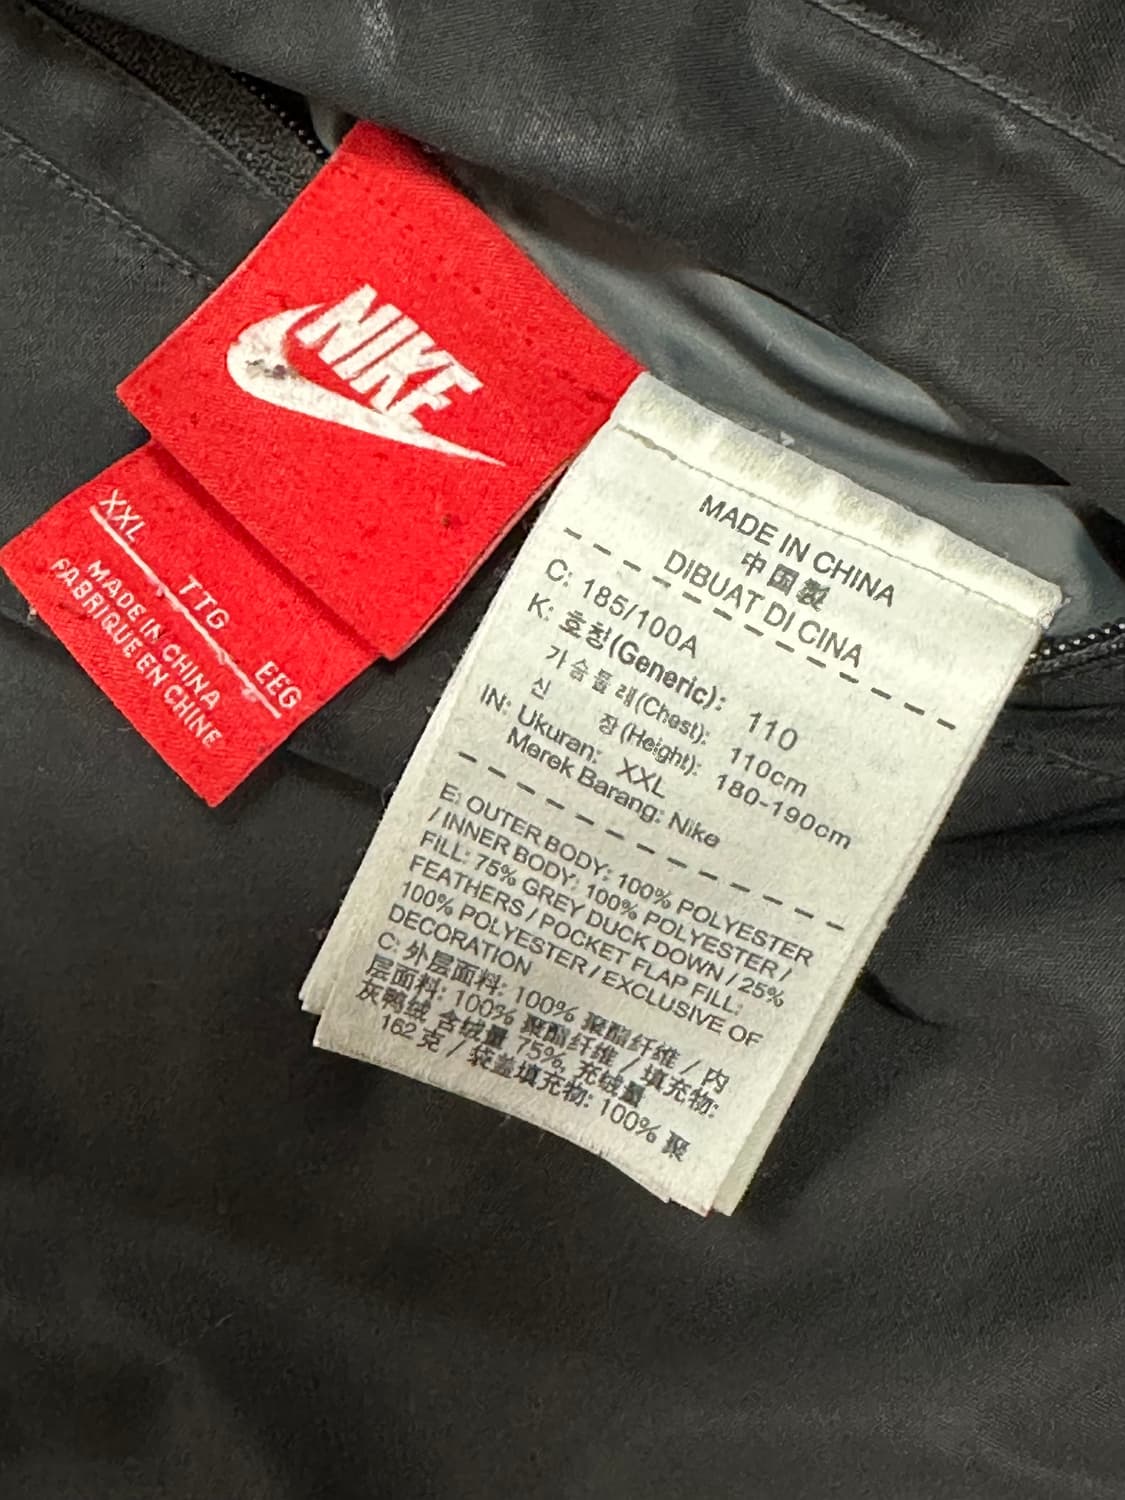 NIKE
XXL TTG EEG
MADE IN CHINA
FABRIQUE EN CHINE
MADE IN CHINA
中国製
DIBUAT DI CINA
C: 185/100A
K: 호칭(Generic): 110
가슴둘레(Chest): 110cm
신 장(Height): 180-190cm
IN: Ukuran: XXL
Merek Barang: Nike
E: OUTER BODY: 100% POLYESTER
/ INNER BODY: 100% POLYESTER /
FILL: 75% GREY DUCK DOWN / 25%
FEATHERS / POCKET FLAP FILL:
100% POLYESTER / EXCLUSIVE OF
DECORATION
C: 外层面料: 100% 聚酯纤维 / 内
层面料: 100% 聚酯纤维 / 填充物:
灰鸭绒 含绒量 75%, 充绒量
162 克 / 袋盖填充物: 100% 聚